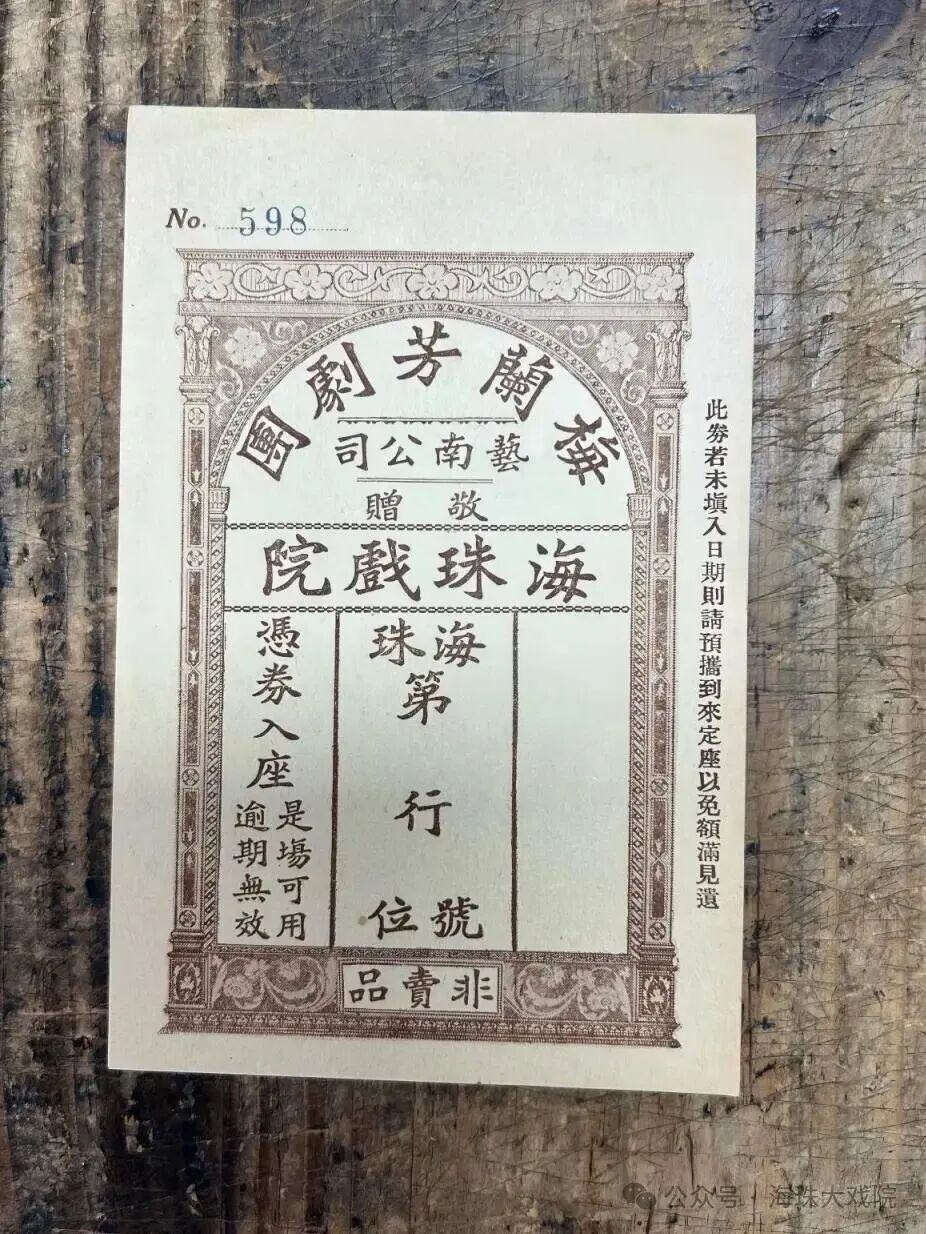 No. 598
梅蘭芳劇團
藝南公司
敬贈
海珠戲院
海珠
第
行
號位
憑券入座
是場可用
逾期無效
非賣品
此券若未塡入日期則請預攜到來定座以免額滿見遺
公众号·海珠大戏院